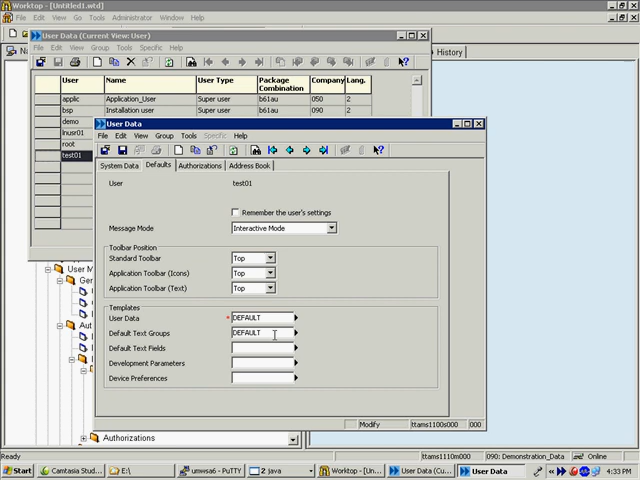 Worktop - [Untitled1.wtd]
File Edit View Go Tools Administrator Window Help
User Data (Current View: User)
File Edit View Group Tools Specific Help
History
User Name User Type Package Combination Company Lang.
applic Application_User Super user b61au 050 2
bsp Installation user Super user b61au 090 2
demo
lnusr01
root
test01
User Data
File Edit View Group Tools Specific Help
System Data Defaults Authorizations Address Book
User test01
Remember the user's settings
Message Mode Interactive Mode
Toolbar Position
Standard Toolbar Top
Application Toolbar (Icons) Top
Application Toolbar (Text) Top
Templates
User Data * DEFAULT
Default Text Groups DEFAULT
Default Text Fields
Development Parameters
Device Preferences
Modify ttams1100s000 000
User M
Ger
Aut
Authorizations
Ready ttams1110m000 090: Demonstration_Data Online
Start Camtasia Stud... E:\ umwsa6 - PuTTY 2 java Worktop - [Un... User Data (Cu... User Data 4:33 PM